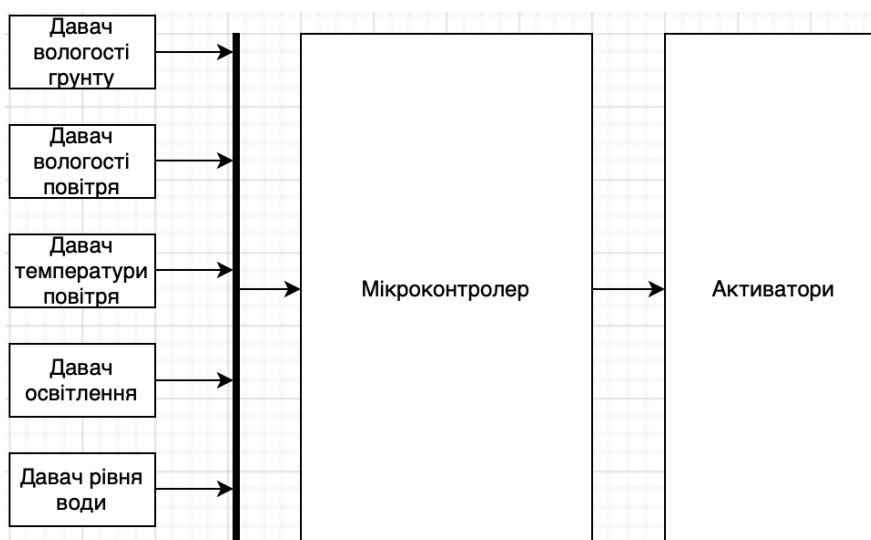 Давач
вологості
грунту
Давач
вологості
повітря
Давач
температури
повітря
Давач
освітлення
Давач рівня
води
Мікроконтролер
Активатори